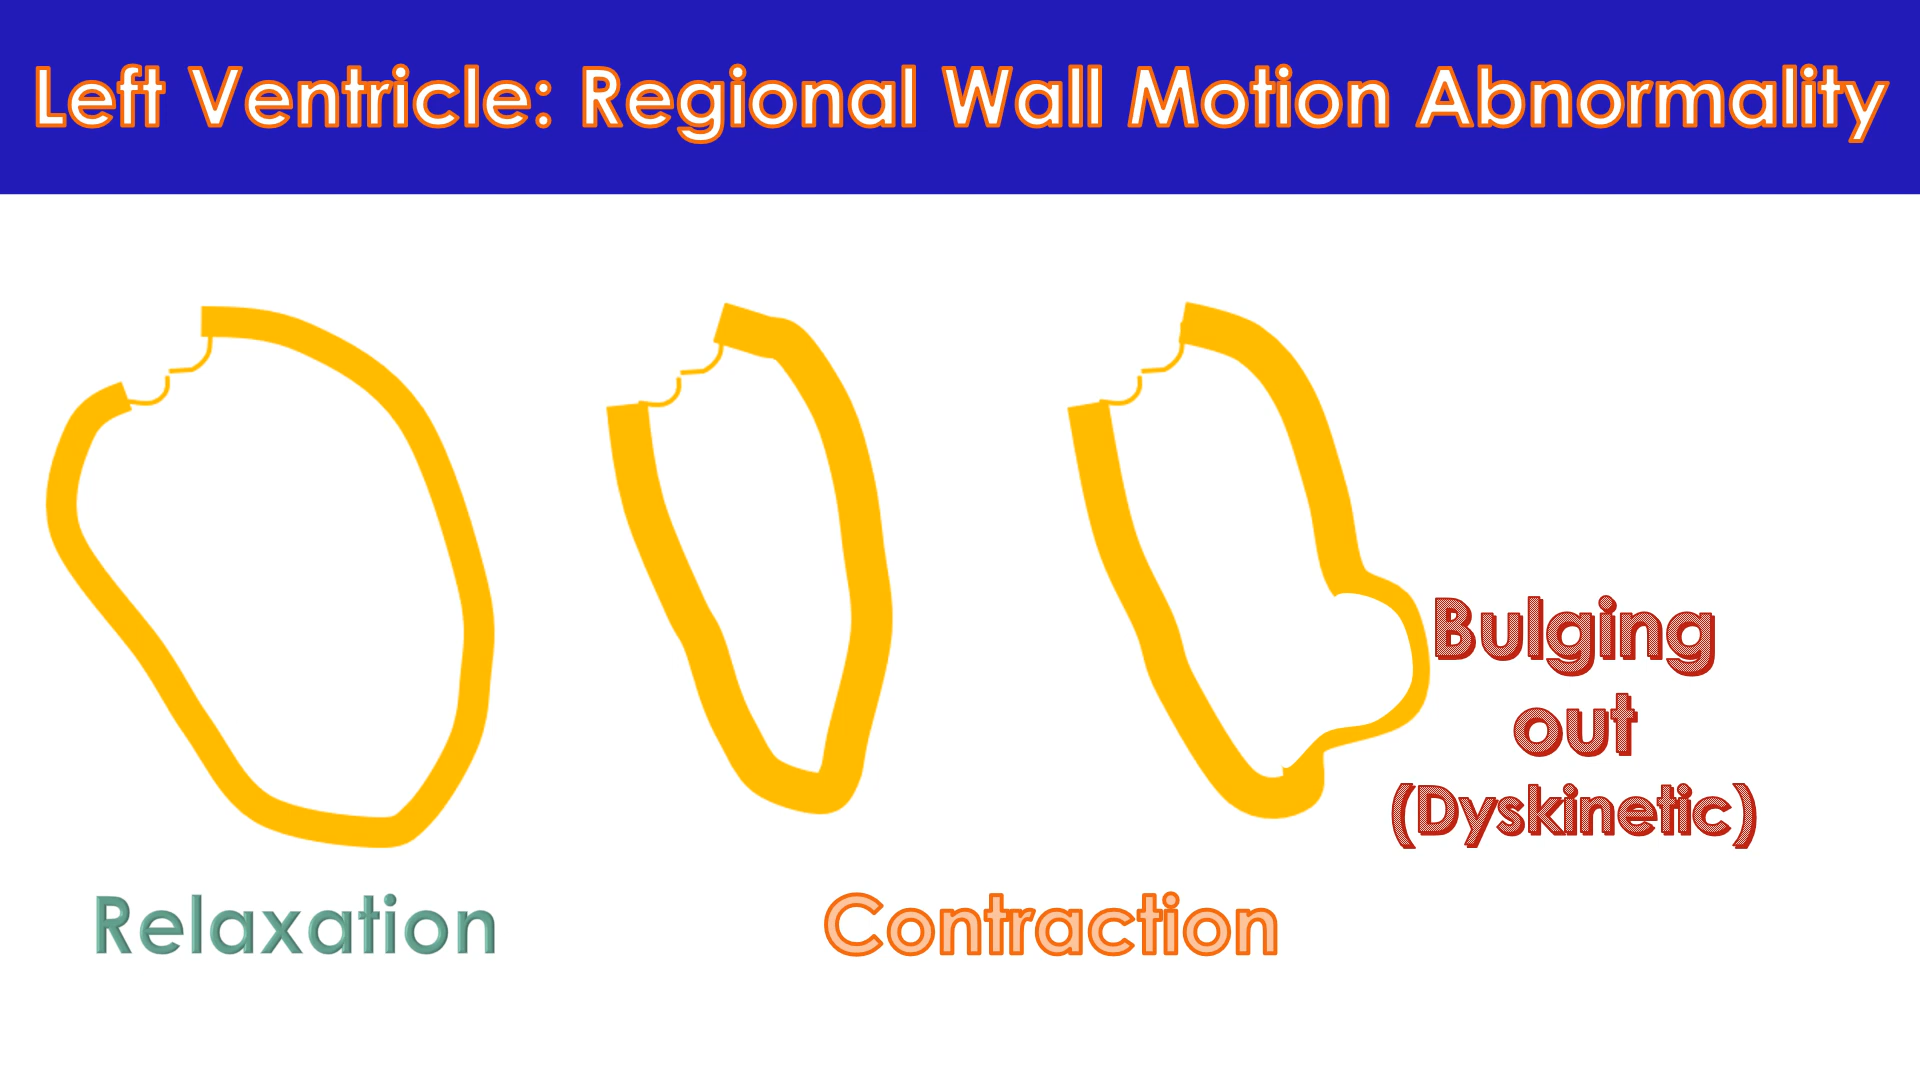 Left Ventricle: Regional Wall Motion Abnormality
Bulging
out
(Dyskinetic)
Relaxation
Contraction